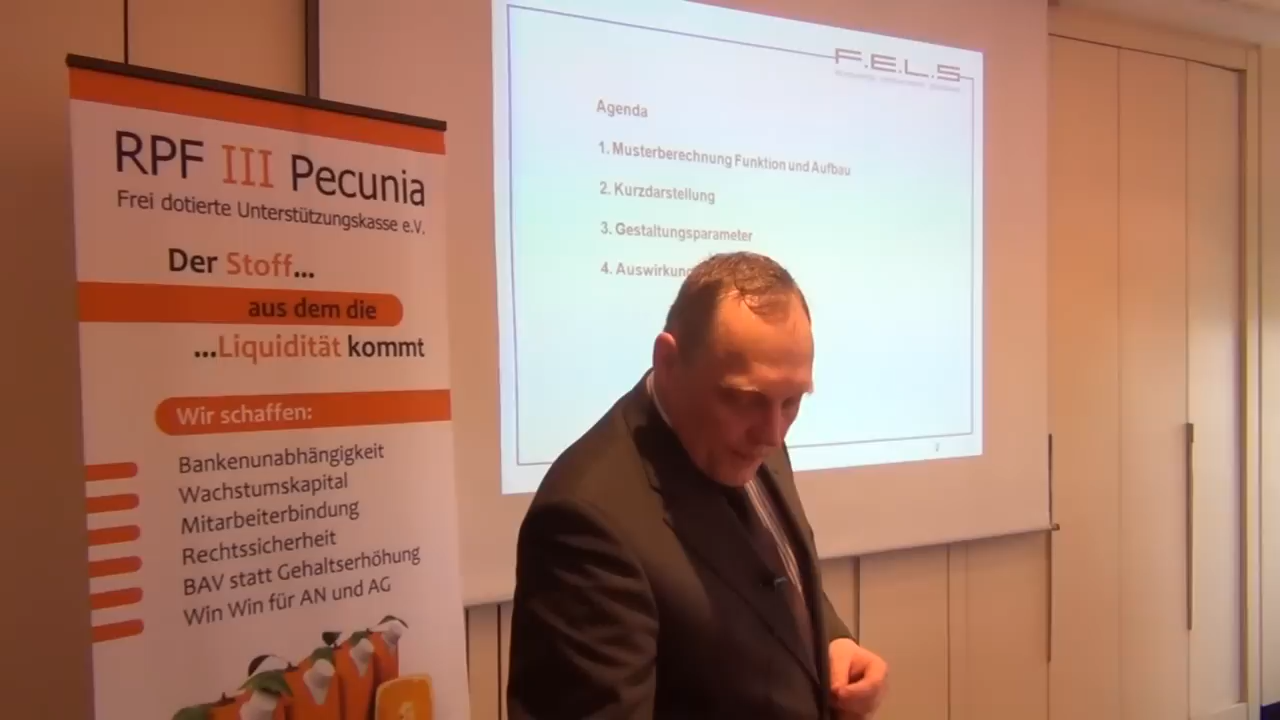 RPF III Pecunia
Frei dotierte Unterstützungskasse e.V.
Der Stoff...
aus dem die
...Liquidität kommt
Wir schaffen:
Bankenunabhängigkeit
Wachstumskapital
Mitarbeiterbindung
Rechtssicherheit
BAV statt Gehaltserhöhung
Win Win für AN und AG
F.E.L.S
Agenda
1. Musterberechnung Funktion und Aufbau
2. Kurzdarstellung
3. Gestaltungsparameter
4. Auswirkung